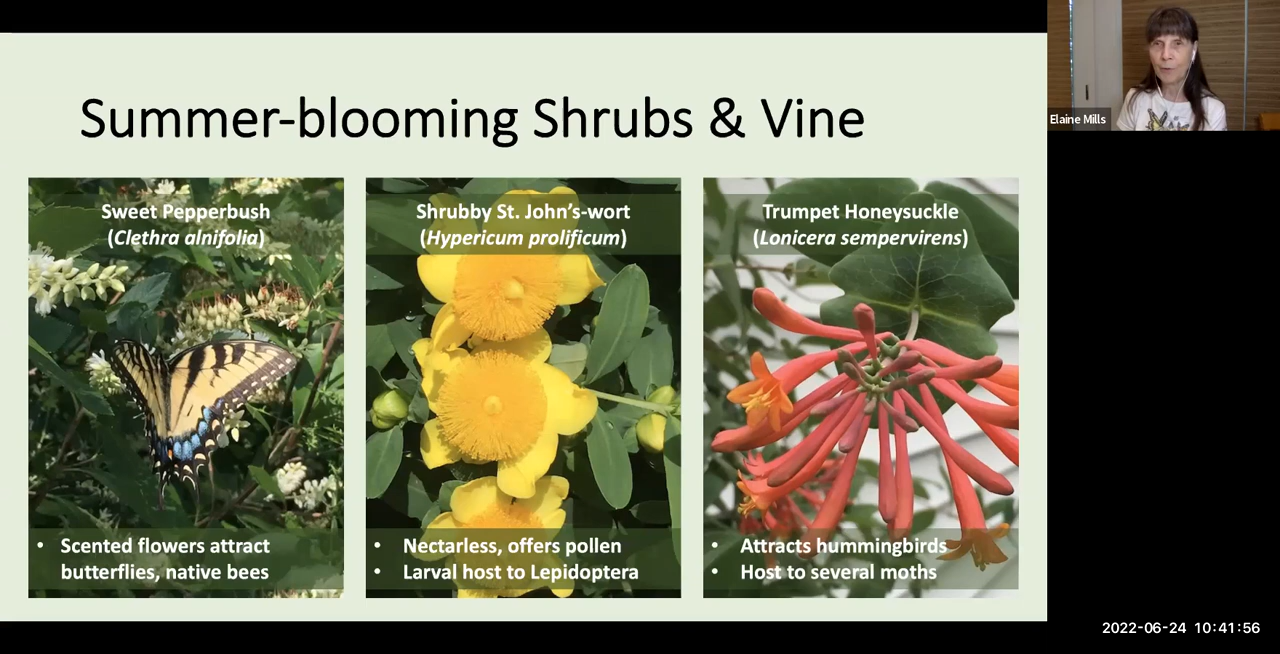 Summer-blooming Shrubs & Vine
Sweet Pepperbush
(Clethra alnifolia)
• Scented flowers attract
butterflies, native bees
Shrubby St. John’s-wort
(Hypericum prolificum)
• Nectarless, offers pollen
• Larval host to Lepidoptera
Trumpet Honeysuckle
(Lonicera sempervirens)
• Attracts hummingbirds
• Host to several moths
Elaine Mills
2022-06-24 10:41:56